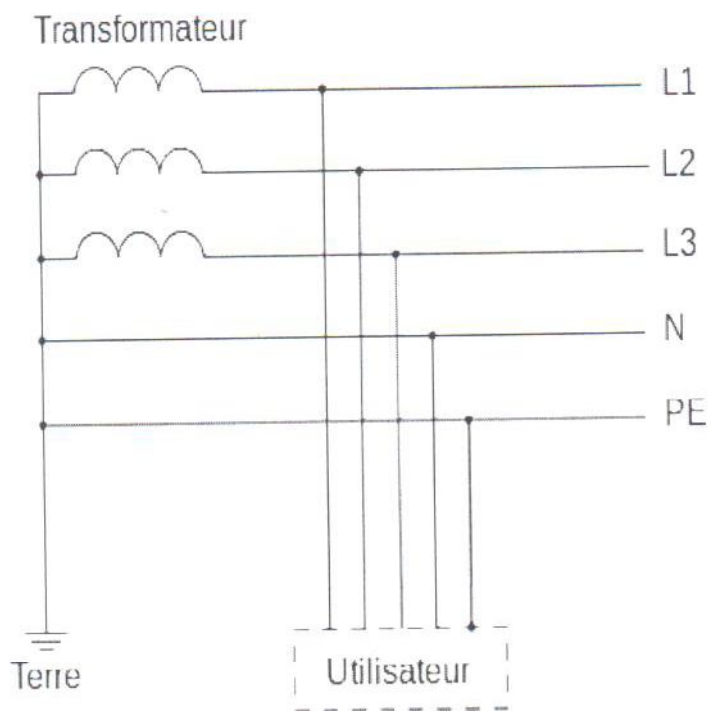 Transformateur
L1
L2
L3
N
PE
Terre
Utilisateur